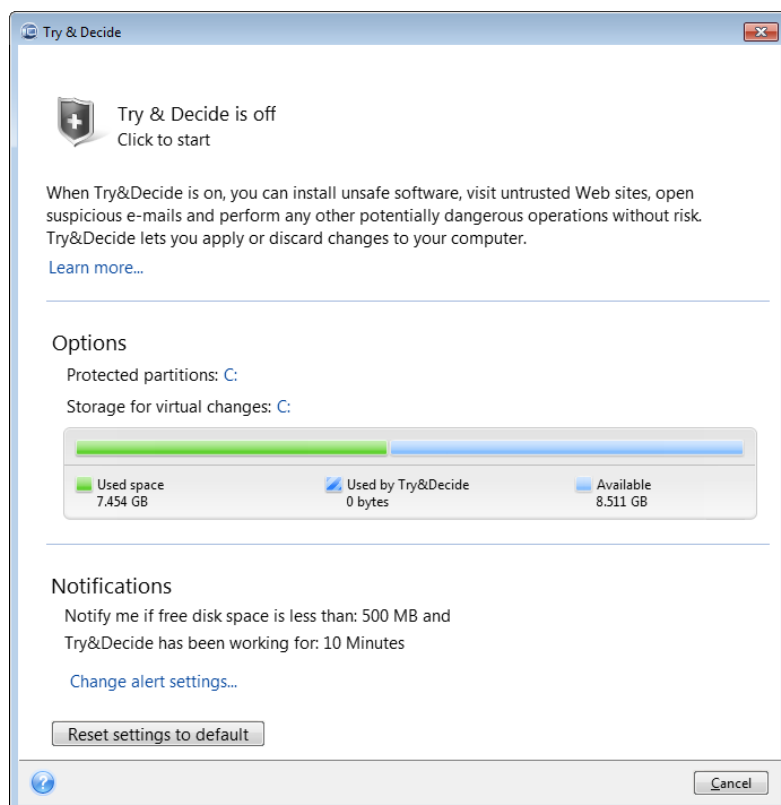 Try & Decide
Try & Decide is off
Click to start
When Try&Decide is on, you can install unsafe software, visit untrusted Web sites, open
suspicious e-mails and perform any other potentially dangerous operations without risk.
Try&Decide lets you apply or discard changes to your computer.
Learn more...
Options
Protected partitions: C:
Storage for virtual changes: C:
Used space
7.454 GB
Used by Try&Decide
0 bytes
Available
8.511 GB
Notifications
Notify me if free disk space is less than: 500 MB and
Try&Decide has been working for: 10 Minutes
Change alert settings...
Reset settings to default
?
Cancel